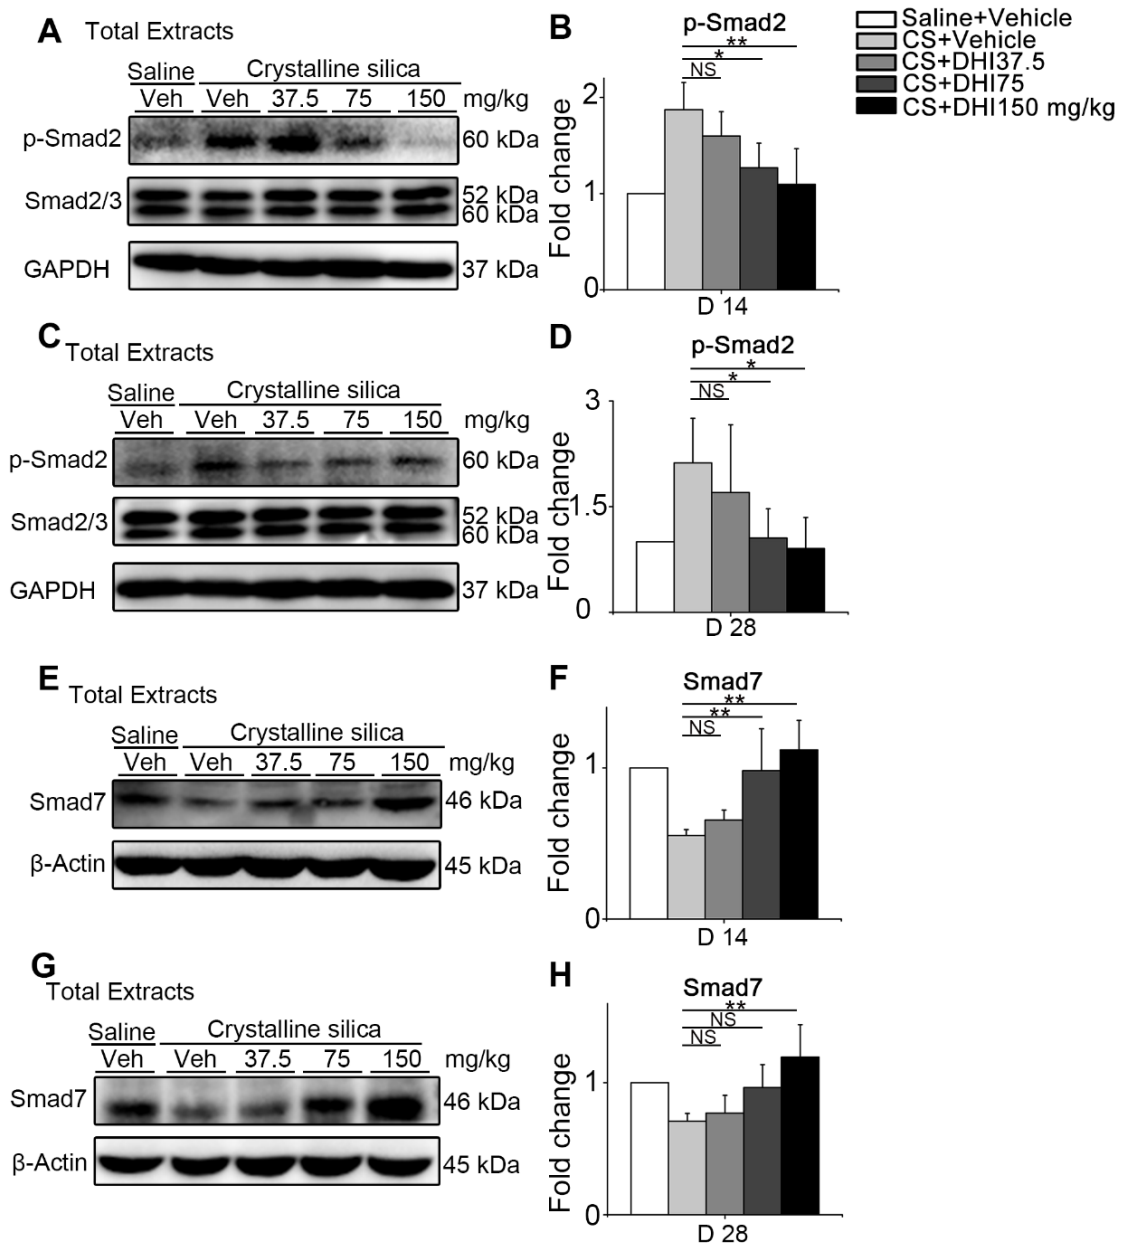 A Total Extracts
Saline Crystalline silica
Veh Veh 37.5 75 150 mg/kg
p-Smad2 60 kDa
Smad2/3 52 kDa
60 kDa
GAPDH 37 kDa
B
p-Smad2
**
*
NS
Fold change
2
1
0
D 14
Saline+Vehicle
CS+Vehicle
CS+DHI37.5
CS+DHI75
CS+DHI150 mg/kg
C Total Extracts
Saline Crystalline silica
Veh Veh 37.5 75 150 mg/kg
p-Smad2 60 kDa
Smad2/3 52 kDa
60 kDa
GAPDH 37 kDa
D
p-Smad2
*
*
NS
Fold change
3
1.5
0
D 28
E Total Extracts
Saline Crystalline silica
Veh Veh 37.5 75 150 mg/kg
Smad7 46 kDa
β-Actin 45 kDa
F
Smad7
**
**
NS
Fold change
1
0
D 14
G
Total Extracts
Saline Crystalline silica
Veh Veh 37.5 75 150 mg/kg
Smad7 46 kDa
β-Actin 45 kDa
H
Smad7
**
NS
NS
Fold change
1
0
D 28